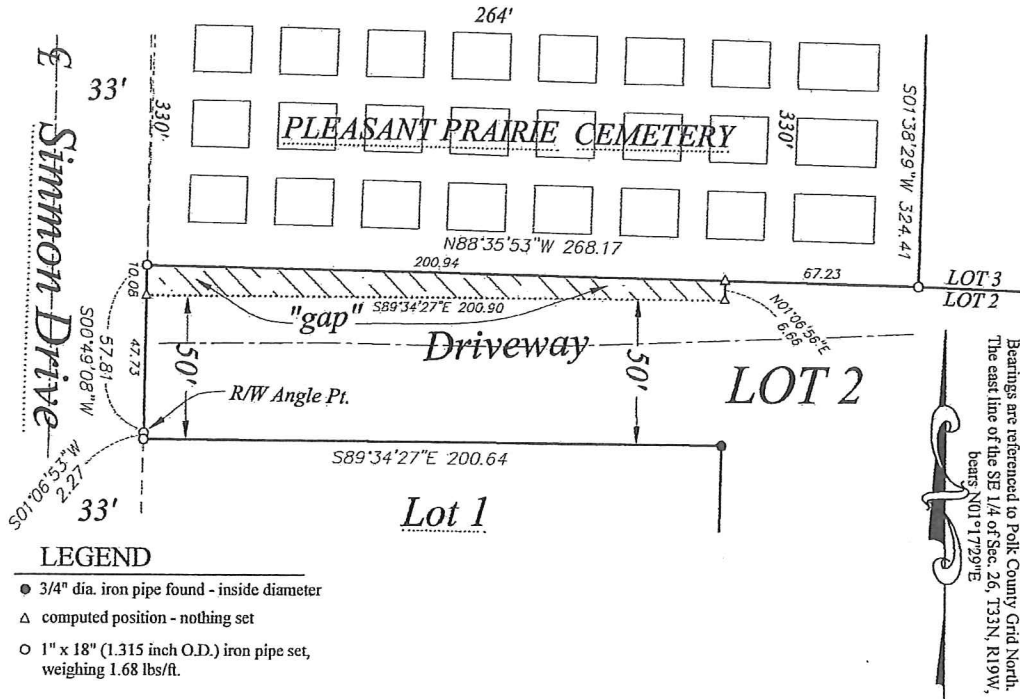 264'
33'
330'
330'
PLEASANT PRAIRIE CEMETERY
S01°38'29"W 324.41
℄ Simmon Drive
N88°35'53"W 268.17
200.94
67.23
LOT 3
LOT 2
10.08
S89°34'27"E 200.90
"gap"
N01°06'56"E
6.66
Driveway
50'
50'
LOT 2
47.73
57.81
S00°49'08"W
R/W Angle Pt.
S01°06'53"W
2.27
S89°34'27"E 200.64
33'
Lot 1
Bearings are referenced to Polk County Grid North.
The east line of the SE 1/4 of Sec. 26, T33N, R19W,
bears N01°17'29"E
LEGEND
3/4" dia. iron pipe found - inside diameter
computed position - nothing set
1" x 18" (1.315 inch O.D.) iron pipe set,
weighing 1.68 lbs/ft.